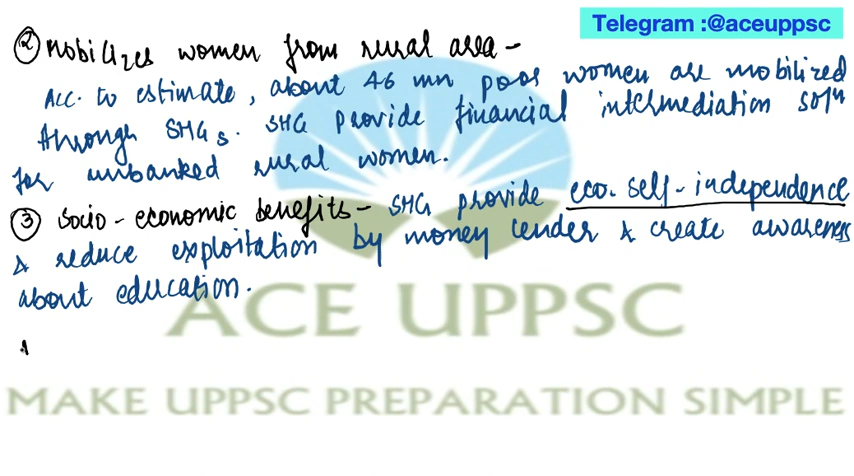 Telegram :@aceuppsc
② Mobilizes women from rural area -
Acc. to estimate, about 46 mn poor women are mobilized
through SHGs. SHG provide financial intermediation solⁿ
for unbanked rural women.
③ Socio - economic benefits - SHG provide eco. self - independence
& reduce exploitation by money lender & create awareness
about education.
ACE UPPSC
MAKE UPPSC PREPARATION SIMPLE